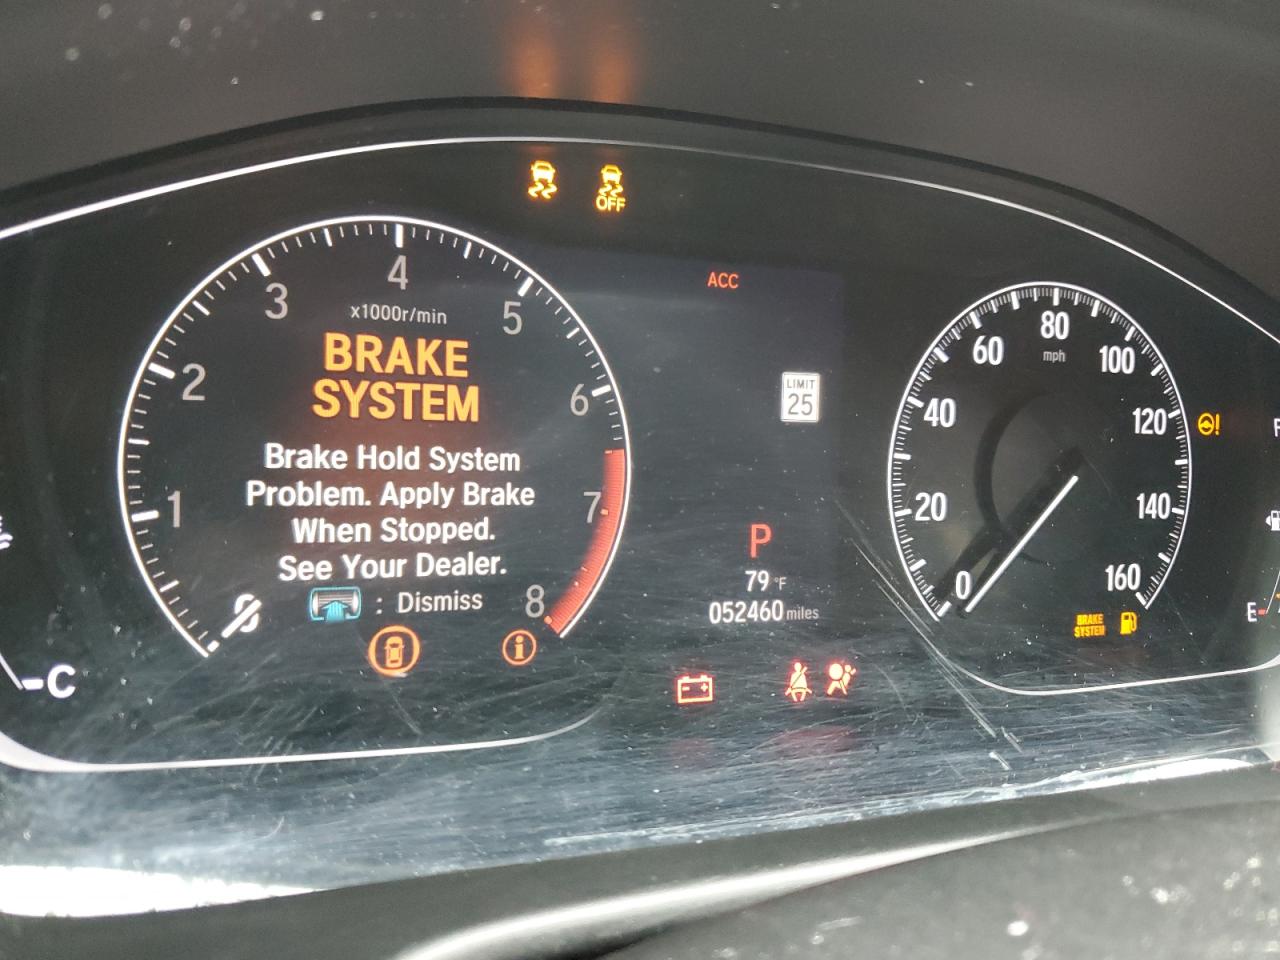 OFF
ACC
4
3
5
x1000r/min
2
6
BRAKE
SYSTEM
Brake Hold System
Problem. Apply Brake
When Stopped.
See Your Dealer.
: Dismiss
1
7
8
0
C
LIMIT
25
P
79 °F
052460 miles
80
60
mph
100
40
120
20
140
0
160
BRAKE
SYSTEM
!
F
E